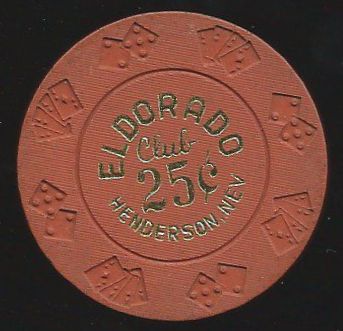 ELDORADO
Club
25¢
HENDERSON, NEV